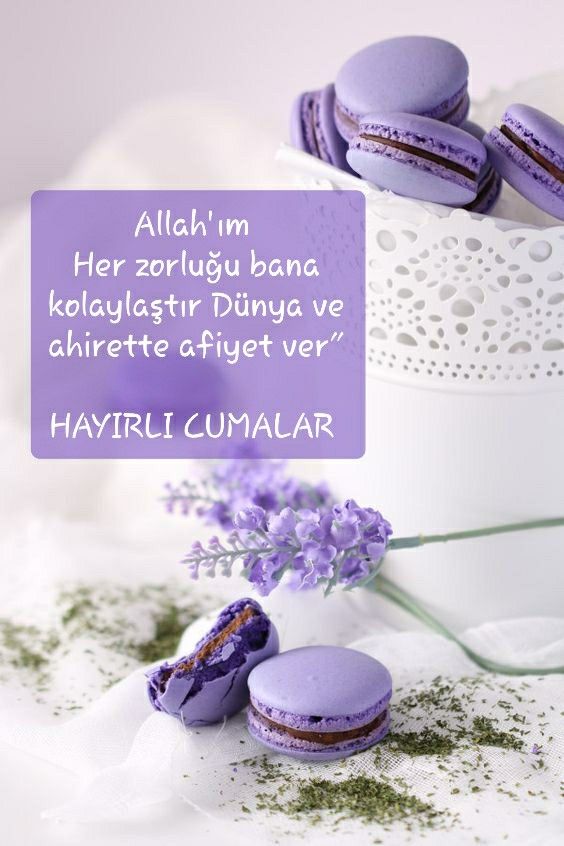 Allah'ım
Her zorluğu bana
kolaylaştır Dünya ve
ahirette afiyet ver”
HAYIRLI CUMALAR